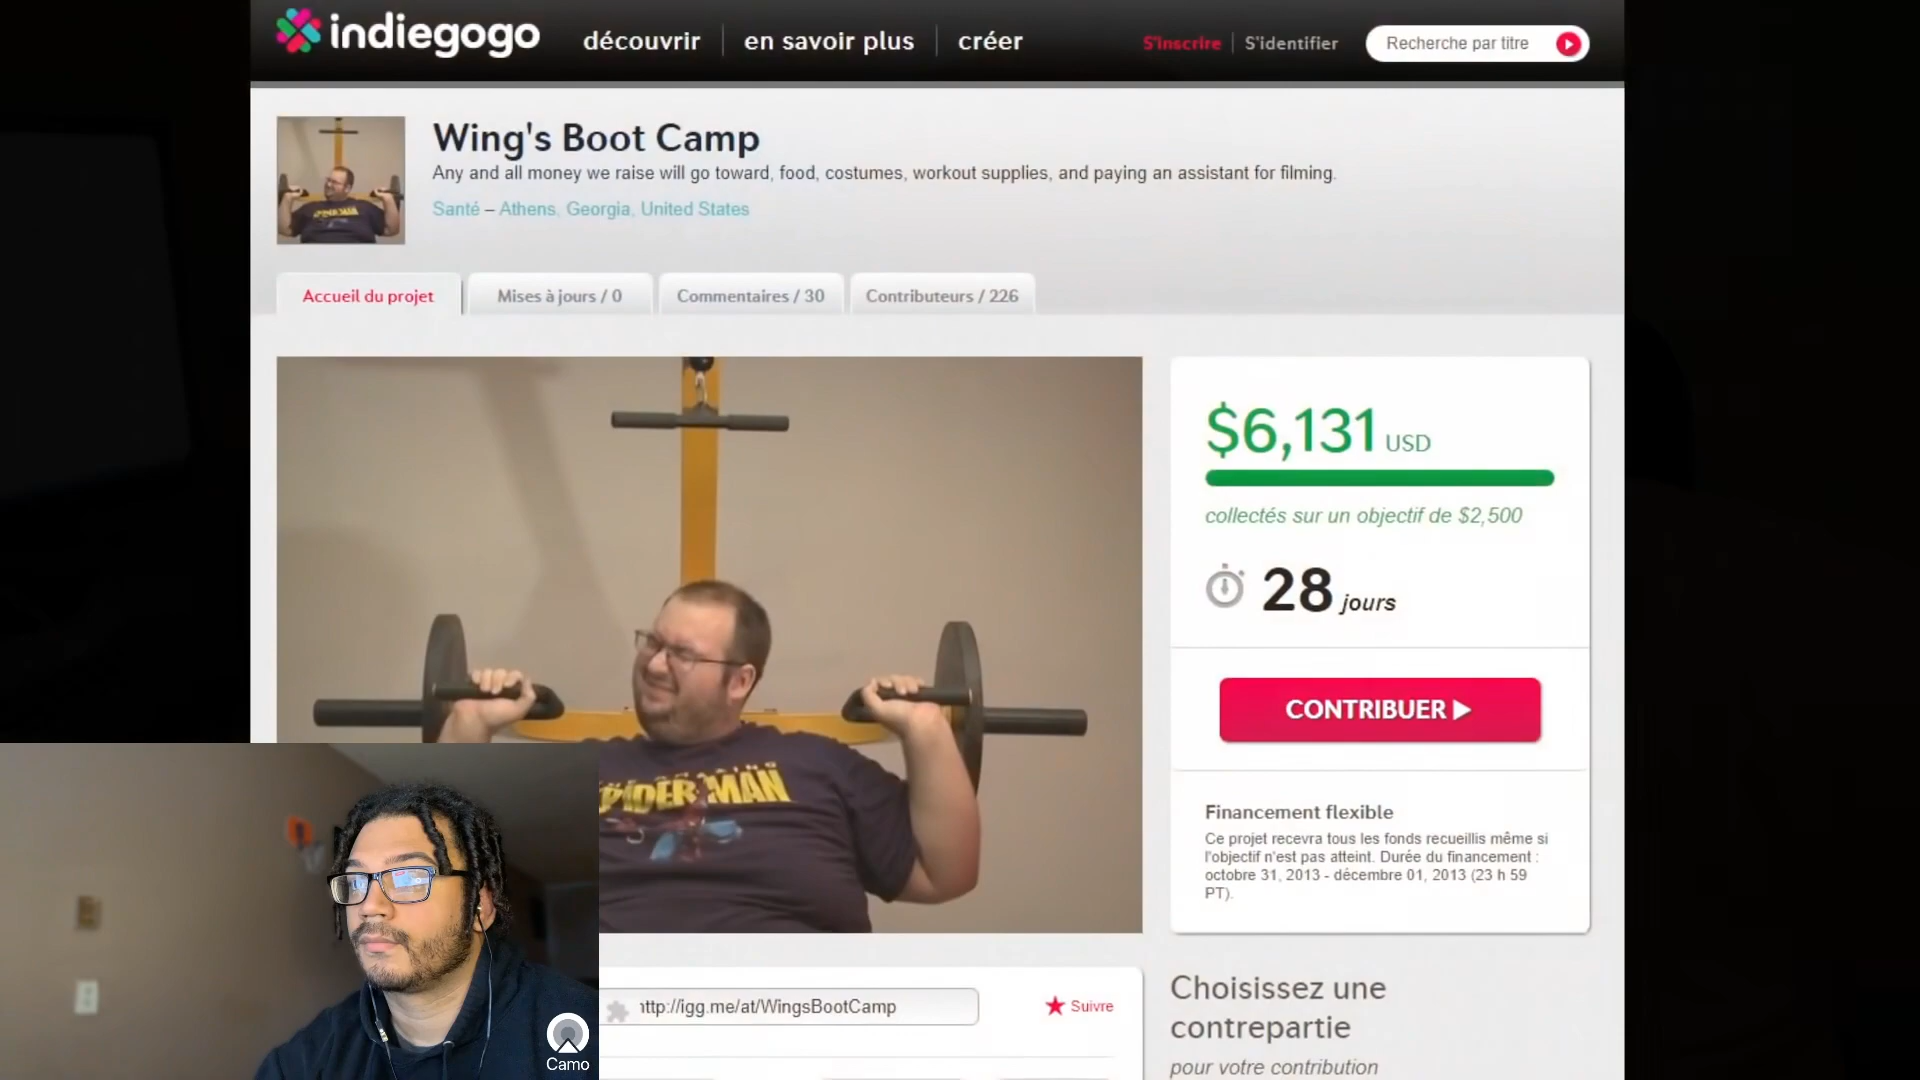 indiegogo
découvrir
en savoir plus
créer
S'inscrire
S'identifier
Recherche par titre
Wing's Boot Camp
Any and all money we raise will go toward, food, costumes, workout supplies, and paying an assistant for filming.
Santé – Athens, Georgia, United States
Accueil du projet
Mises à jours / 0
Commentaires / 30
Contributeurs / 226
$6,131 USD
collectés sur un objectif de $2,500
28 jours
CONTRIBUER
Financement flexible
Ce projet recevra tous les fonds recueillis même si
l'objectif n'est pas atteint. Durée du financement :
octobre 31, 2013 - décembre 01, 2013 (23 h 59
PT).
AMAZING
SPIDER-MAN
http://igg.me/at/WingsBootCamp
Suivre
Choisissez une
contrepartie
pour votre contribution
Camo